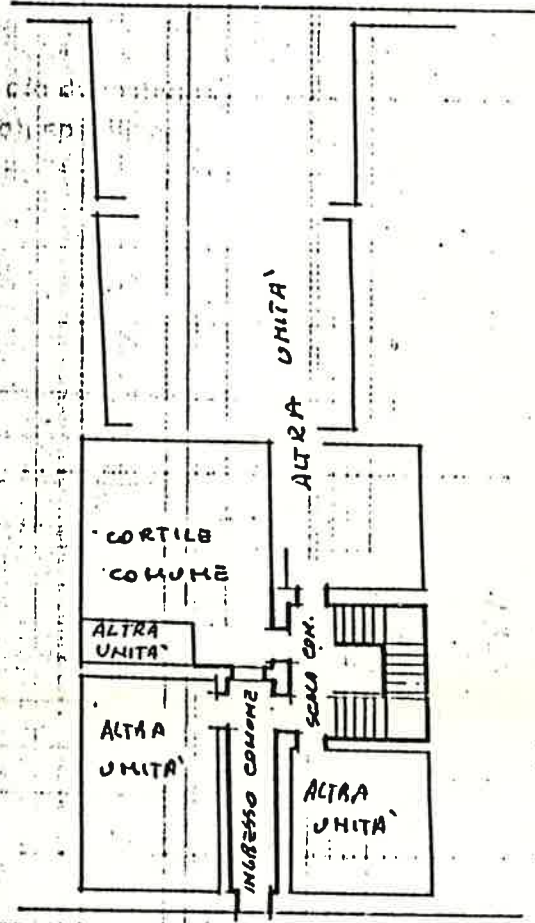 ALTRA UNITA'
CORTILE
COMUNE
ALTRA
UNITA'
SCALA COM.
INGRESSO COMUNE
ALTRA
UNITA'
ALTRA
UNITA'